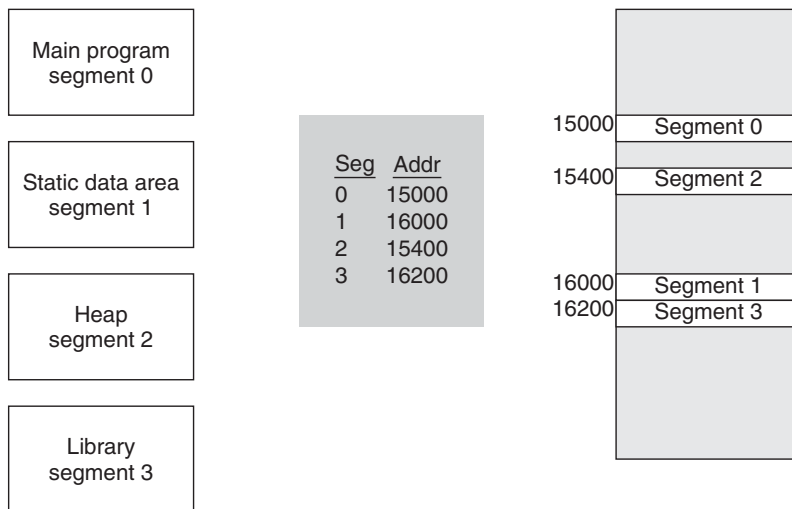 Main program
segment 0
Static data area
segment 1
Heap
segment 2
Library
segment 3
Seg Addr
0 15000
1 16000
2 15400
3 16200
15000 Segment 0
15400 Segment 2
16000 Segment 1
16200 Segment 3